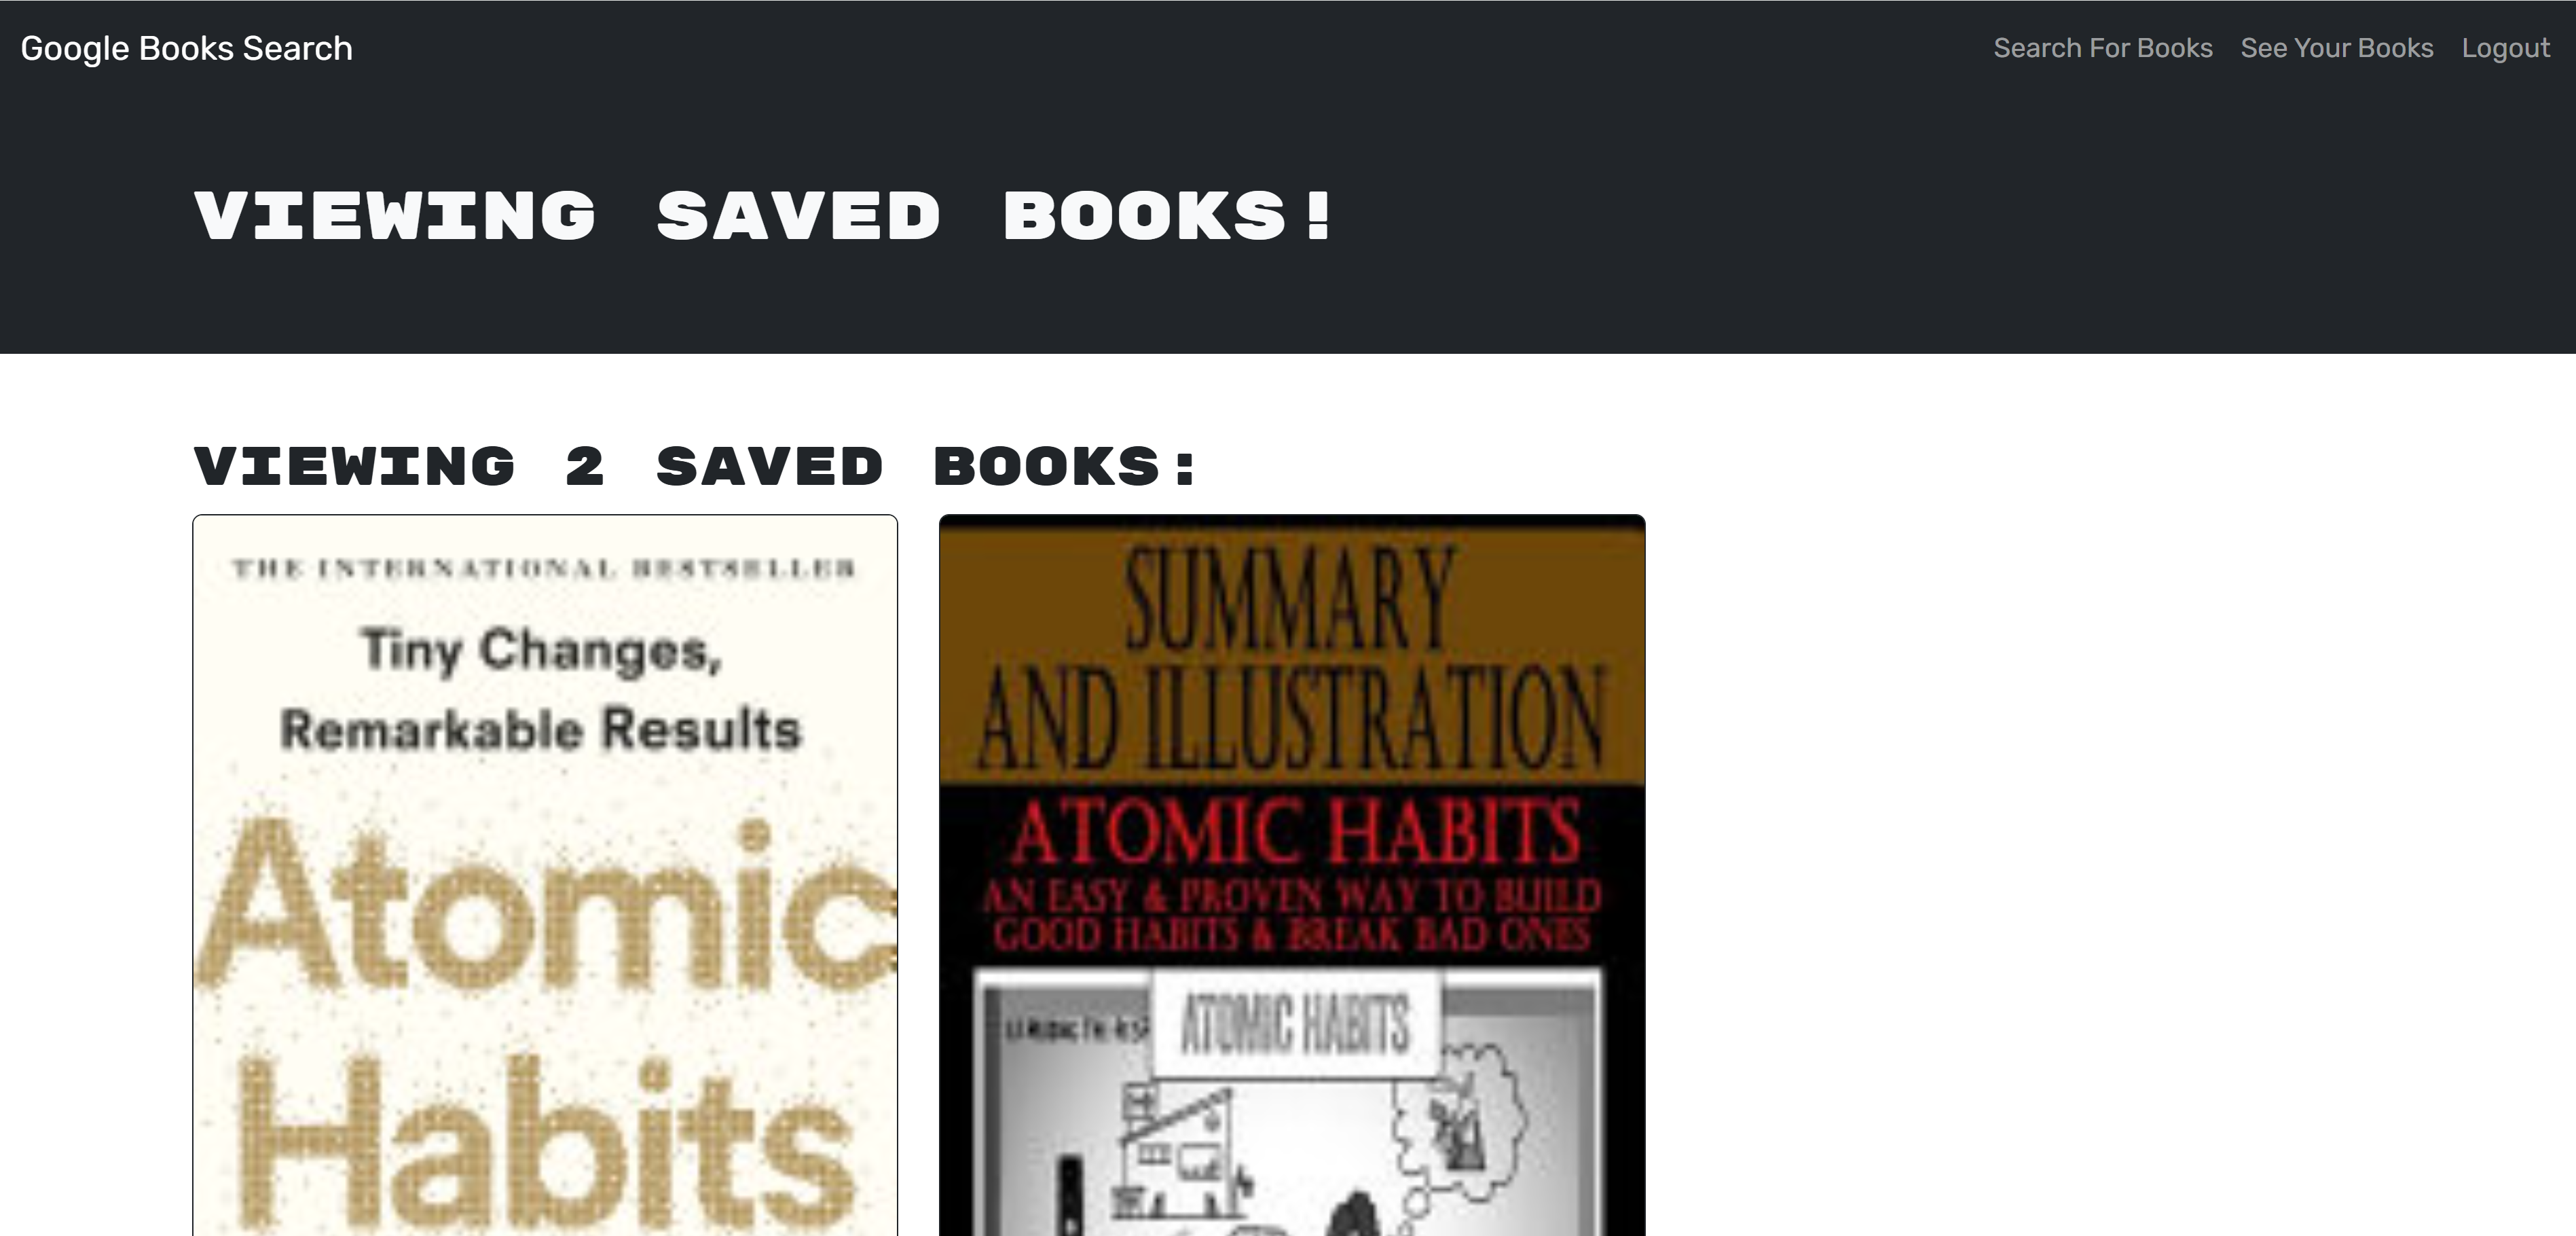 Google Books Search
Search For Books
See Your Books
Logout
VIEWING SAVED BOOKS!
VIEWING 2 SAVED BOOKS:
THE INTERNATIONAL BESTSELLER
Tiny Changes,
Remarkable Results
Atomic
Habits
SUMMARY
AND ILLUSTRATION
ATOMIC HABITS
AN EASY & PROVEN WAY TO BUILD
GOOD HABITS & BREAK BAD ONES
ATOMIC HABITS